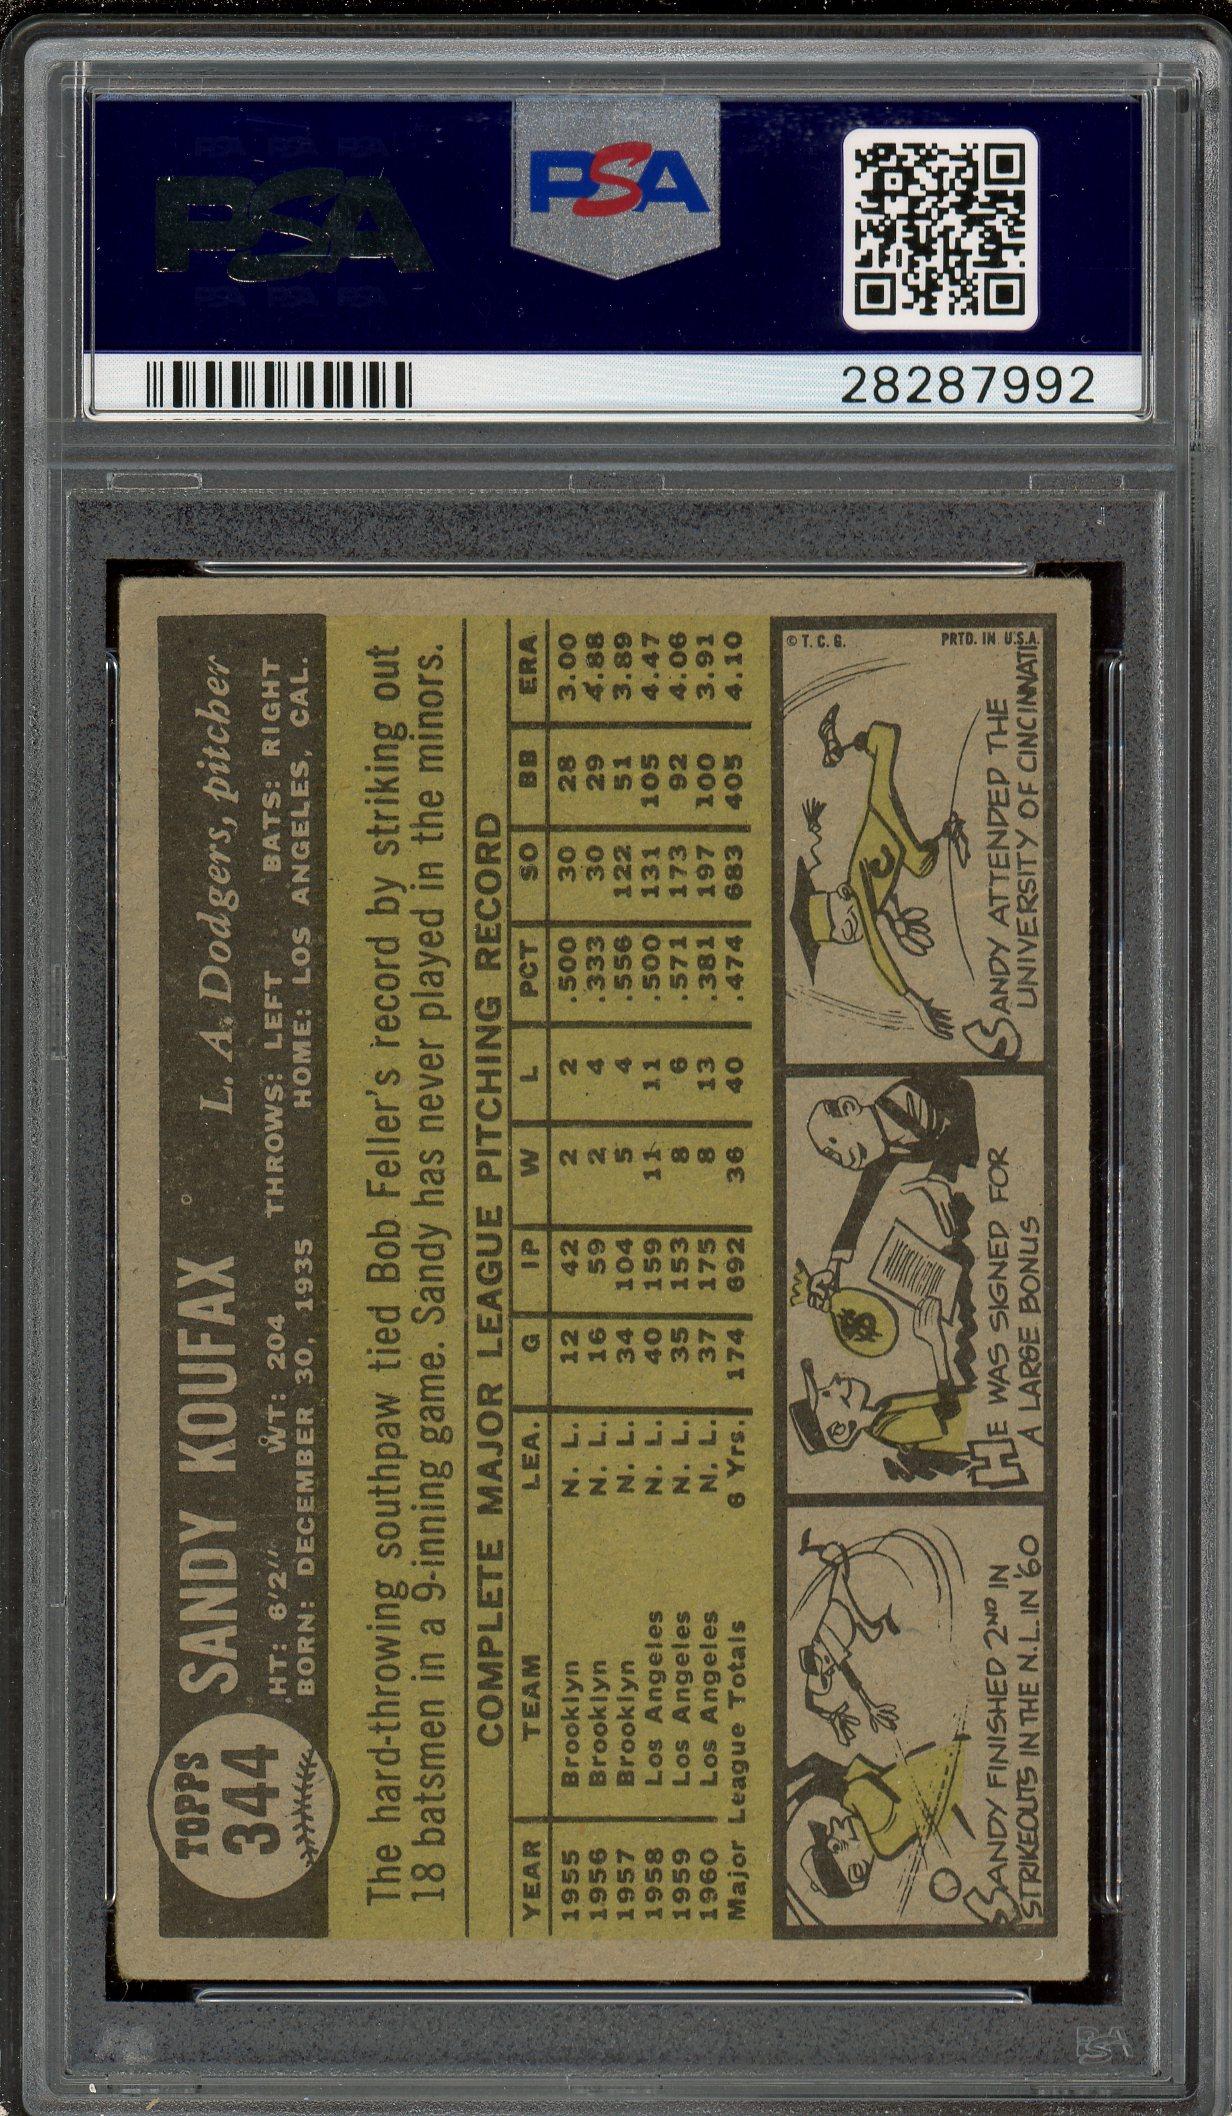 PSA PSA PSA
PSA
PSA PSA PSA
PSA
28287992
TOPPS
344
SANDY KOUFAX
L. A. Dodgers, pitcher
HT: 6'2" WT: 204 THROWS: LEFT BATS: RIGHT
BORN: DECEMBER 30, 1935 HOME: LOS ANGELES, CAL.
The hard-throwing southpaw tied Bob Feller's record by striking out
18 batsmen in a 9-inning game. Sandy has never played in the minors.
COMPLETE MAJOR LEAGUE PITCHING RECORD
YEAR TEAM LEA. G IP W L PCT SO BB ERA
1955 Brooklyn N. L. 12 42 2 2 .500 30 28 3.00
1956 Brooklyn N. L. 16 59 2 4 .333 30 29 4.88
1957 Brooklyn N. L. 34 104 5 4 .556 122 51 3.89
1958 Los Angeles N. L. 40 159 11 11 .500 131 105 4.47
1959 Los Angeles N. L. 35 153 8 6 .571 173 92 4.06
1960 Los Angeles N. L. 37 175 8 13 .381 197 100 3.91
Major League Totals 6 Yrs. 174 692 36 40 .474 683 405 4.10
SANDY FINISHED 2ND IN
STRIKEOUTS IN THE N.L. IN '60
$
HE WAS SIGNED FOR
A LARGE BONUS
© T. C. G. PRTD. IN U.S.A.
C
SANDY ATTENDED THE
UNIVERSITY OF CINCINNATI
PSA